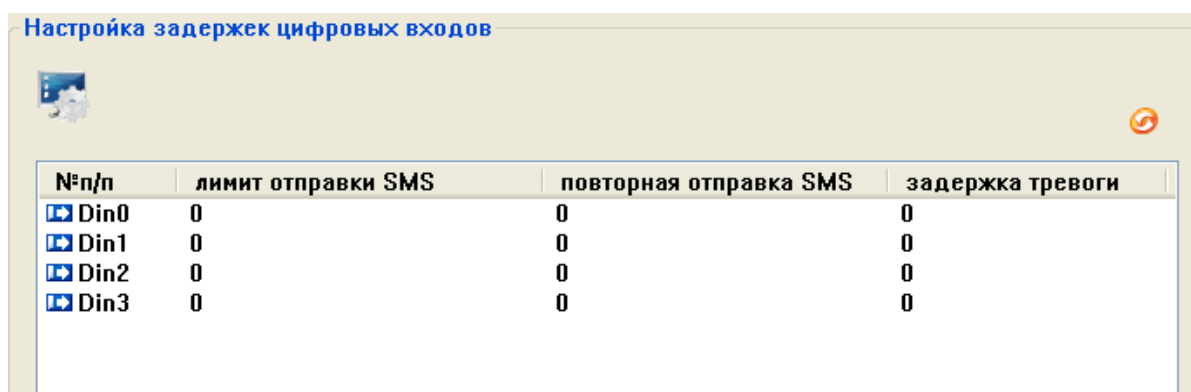 Настройка задержек цифровых входов
№п/п лимит отправки SMS повторная отправка SMS задержка тревоги
Din0 0 0 0
Din1 0 0 0
Din2 0 0 0
Din3 0 0 0